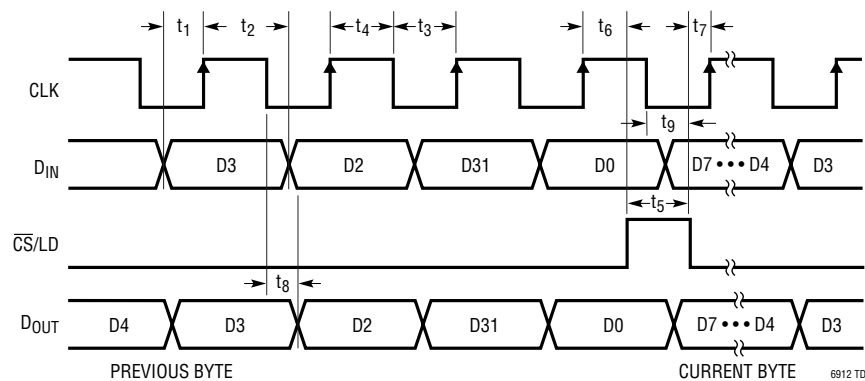 t1 t2 t4 t3 t6 t7
CLK
t9
DIN D3 D2 D31 D0 D7 ••• D4 D3
t5
CS/LD
t8
DOUT D4 D3 D2 D31 D0 D7 ••• D4 D3
PREVIOUS BYTE CURRENT BYTE 6912 TD